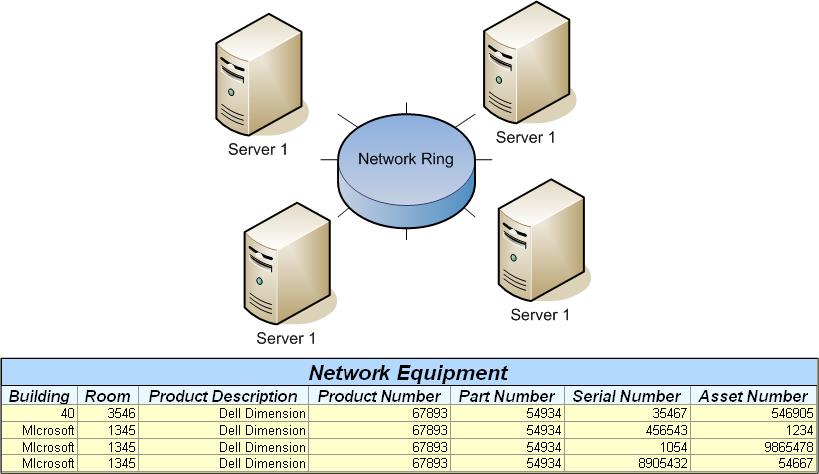 Server 1
Server 1
Network Ring
Server 1
Server 1
Network Equipment
Building Room Product Description Product Number Part Number Serial Number Asset Number
40 3546 Dell Dimension 67893 54934 35467 546905
MIcrosoft 1345 Dell Dimension 67893 54934 456543 1234
MIcrosoft 1345 Dell Dimension 67893 54934 1054 9865478
MIcrosoft 1345 Dell Dimension 67893 54934 8905432 54667